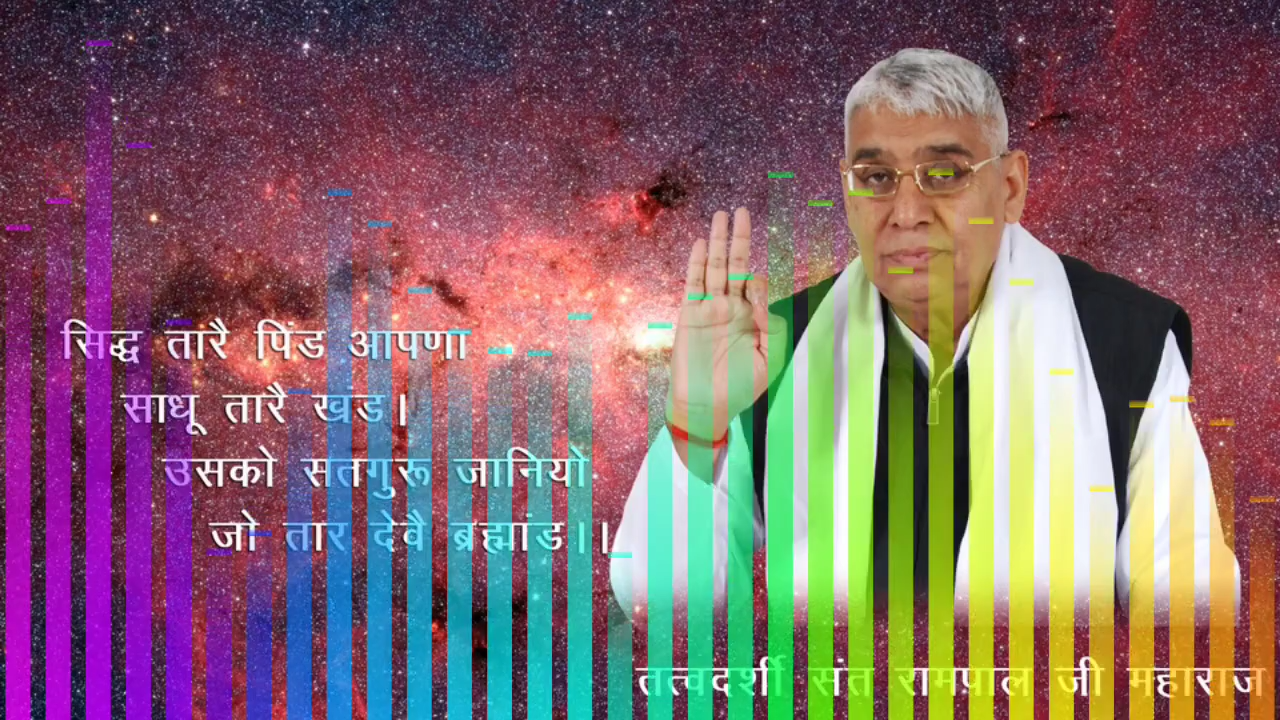 सिद्ध तारै पिंड आपणा
साधू तारै खंड|
उसको सतगुरू जानियो
जो तार देवै ब्रह्मांड||
तत्वदर्शी संत रामपाल जी महाराज